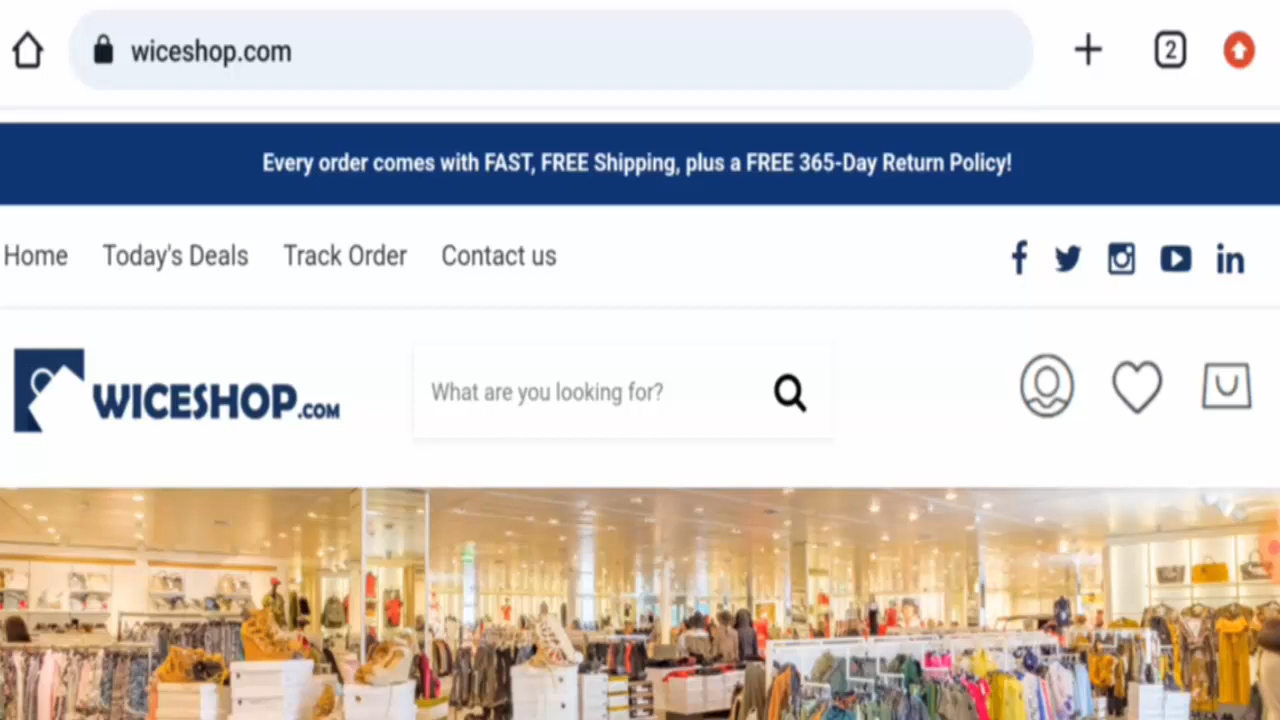 wiceshop.com
2
Every order comes with FAST, FREE Shipping, plus a FREE 365-Day Return Policy!
Home Today's Deals Track Order Contact us
WICESHOP.COM
What are you looking for?